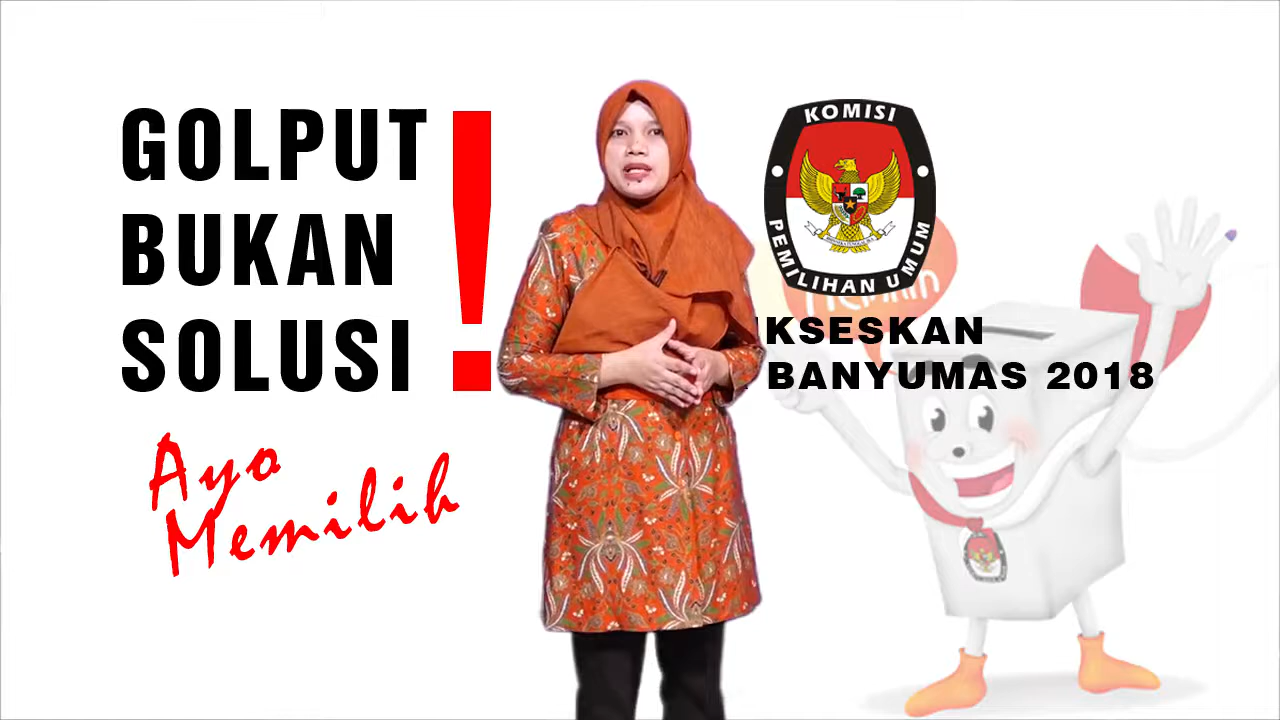 GOLPUT
BUKAN
SOLUSI
!
Ayo
Memilih
KOMISI
PEMILIHAN UMUM
KSESKAN
BANYUMAS 2018